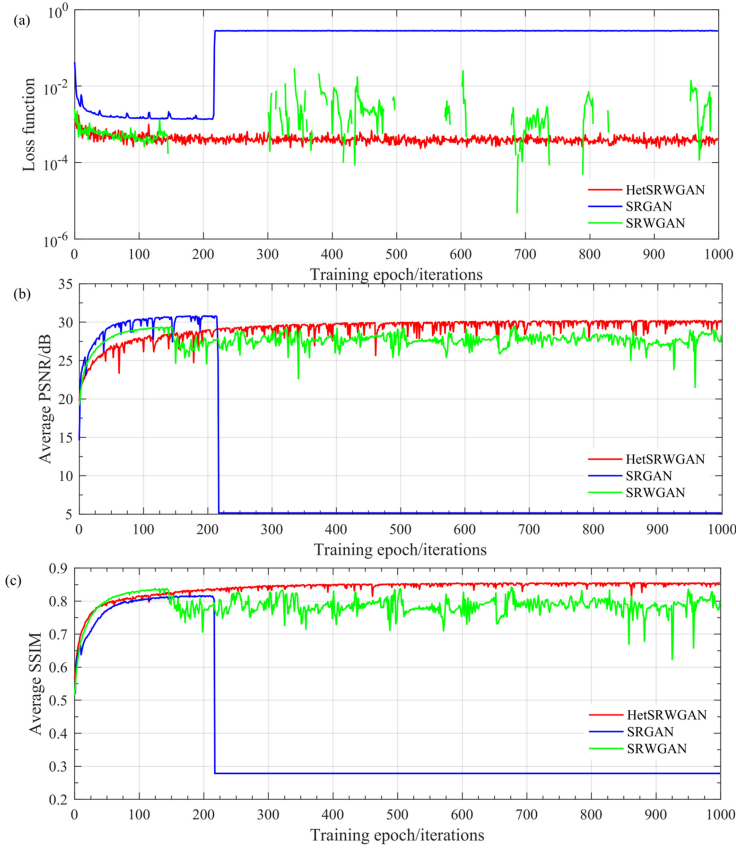 (a)
10^0
10^-2
10^-4
10^-6
Loss function
HetSRWGAN
SRGAN
SRWGAN
0 100 200 300 400 500 600 700 800 900 1000
Training epoch/iterations
(b)
35
30
25
20
15
10
5
Average PSNR/dB
HetSRWGAN
SRGAN
SRWGAN
0 100 200 300 400 500 600 700 800 900 1000
Training epoch/iterations
(c)
0.9
0.8
0.7
0.6
0.5
0.4
0.3
0.2
Average SSIM
HetSRWGAN
SRGAN
SRWGAN
0 100 200 300 400 500 600 700 800 900 1000
Training epoch/iterations